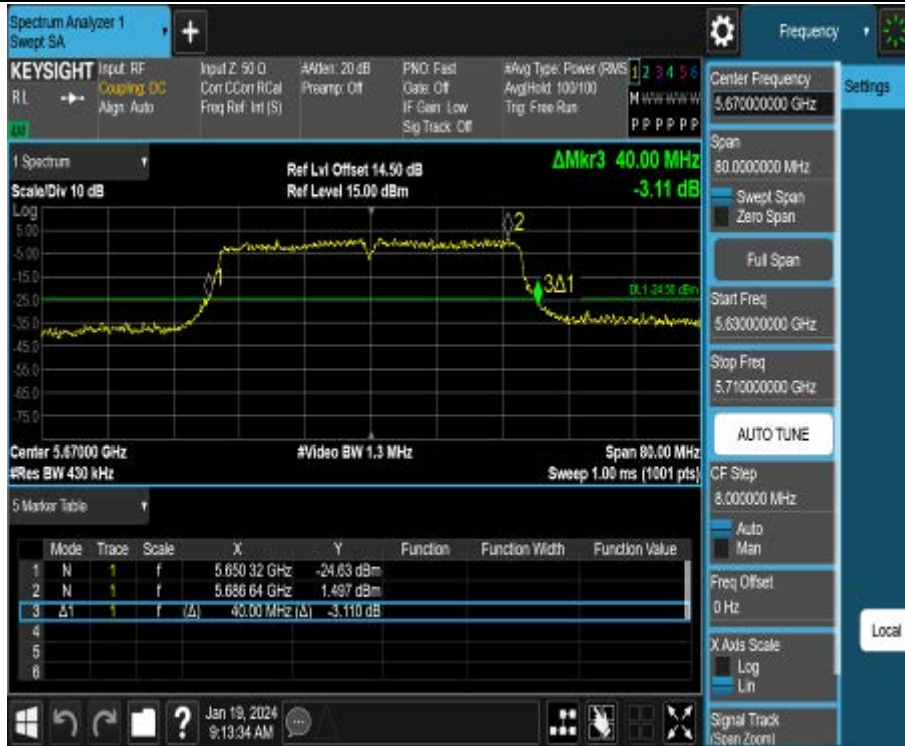 Spectrum Analyzer 1
Swept SA
+
Frequency
KEYSIGHT
RL
Input: RF
Coupling: DC
Align: Auto
Input Z: 50 Ω
Corr CCorr RCal
Freq Ref: Int (S)
#Atten: 20 dB
Preamp: Off
PNO: Fast
Gate: Off
IF Gain: Low
Sig Track: Off
#Avg Type: Power (RMS
Avg|Hold: 100/100
Trig: Free Run
1 2 3 4 5 6
M W W W W W
P P P P P P
1 Spectrum
Scale/Div 10 dB
Ref Lvl Offset 14.50 dB
Ref Level 15.00 dBm
ΔMkr3 40.00 MHz
-3.11 dB
Log
5.00
-5.00
-15.0
-25.0
-35.0
-45.0
-55.0
-65.0
-75.0
1
2
3Δ1
DL1 -24.50 dBm
Center 5.67000 GHz
#Res BW 430 kHz
#Video BW 1.3 MHz
Span 80.00 MHz
Sweep 1.00 ms (1001 pts)
5 Marker Table
Mode Trace Scale X Y Function Function Width Function Value
1 N 1 f 5.650 32 GHz -24.63 dBm
2 N 1 f 5.686 64 GHz 1.497 dBm
3 Δ1 1 f (Δ) 40.00 MHz (Δ) -3.110 dB
4
5
6
?
Jan 19, 2024
9:13:34 AM
Center Frequency
5.670000000 GHz
Span
80.0000000 MHz
Swept Span
Zero Span
Full Span
Start Freq
5.630000000 GHz
Stop Freq
5.710000000 GHz
AUTO TUNE
CF Step
8.000000 MHz
Auto
Man
Freq Offset
0 Hz
X Axis Scale
Log
Lin
Signal Track
(Span Zoom)
Settings
Local